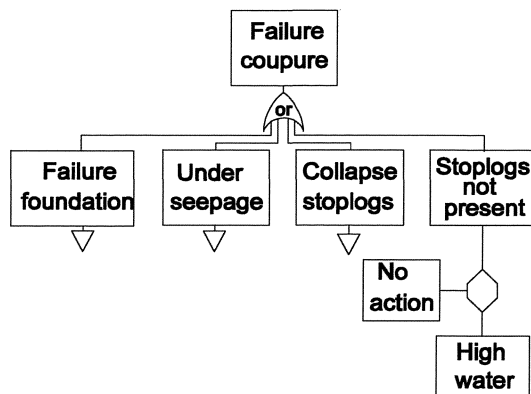 Failure
coupure
or
Failure
foundation
Under
seepage
Collapse
stoplogs
Stoplogs
not
present
No
action
High
water